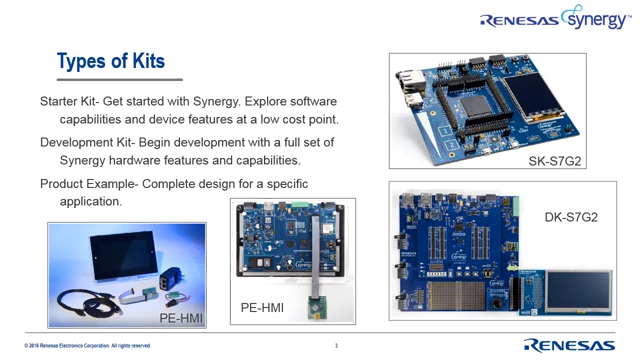 RENESAS Synergy™
Types of Kits
Starter Kit- Get started with Synergy. Explore software
capabilities and device features at a low cost point.
Development Kit- Begin development with a full set of
Synergy hardware features and capabilities.
Product Example- Complete design for a specific
application.
SK-S7G2
DK-S7G2
PE-HMI
PE-HMI
© 2016 Renesas Electronics Corporation. All rights reserved.
3
RENESAS